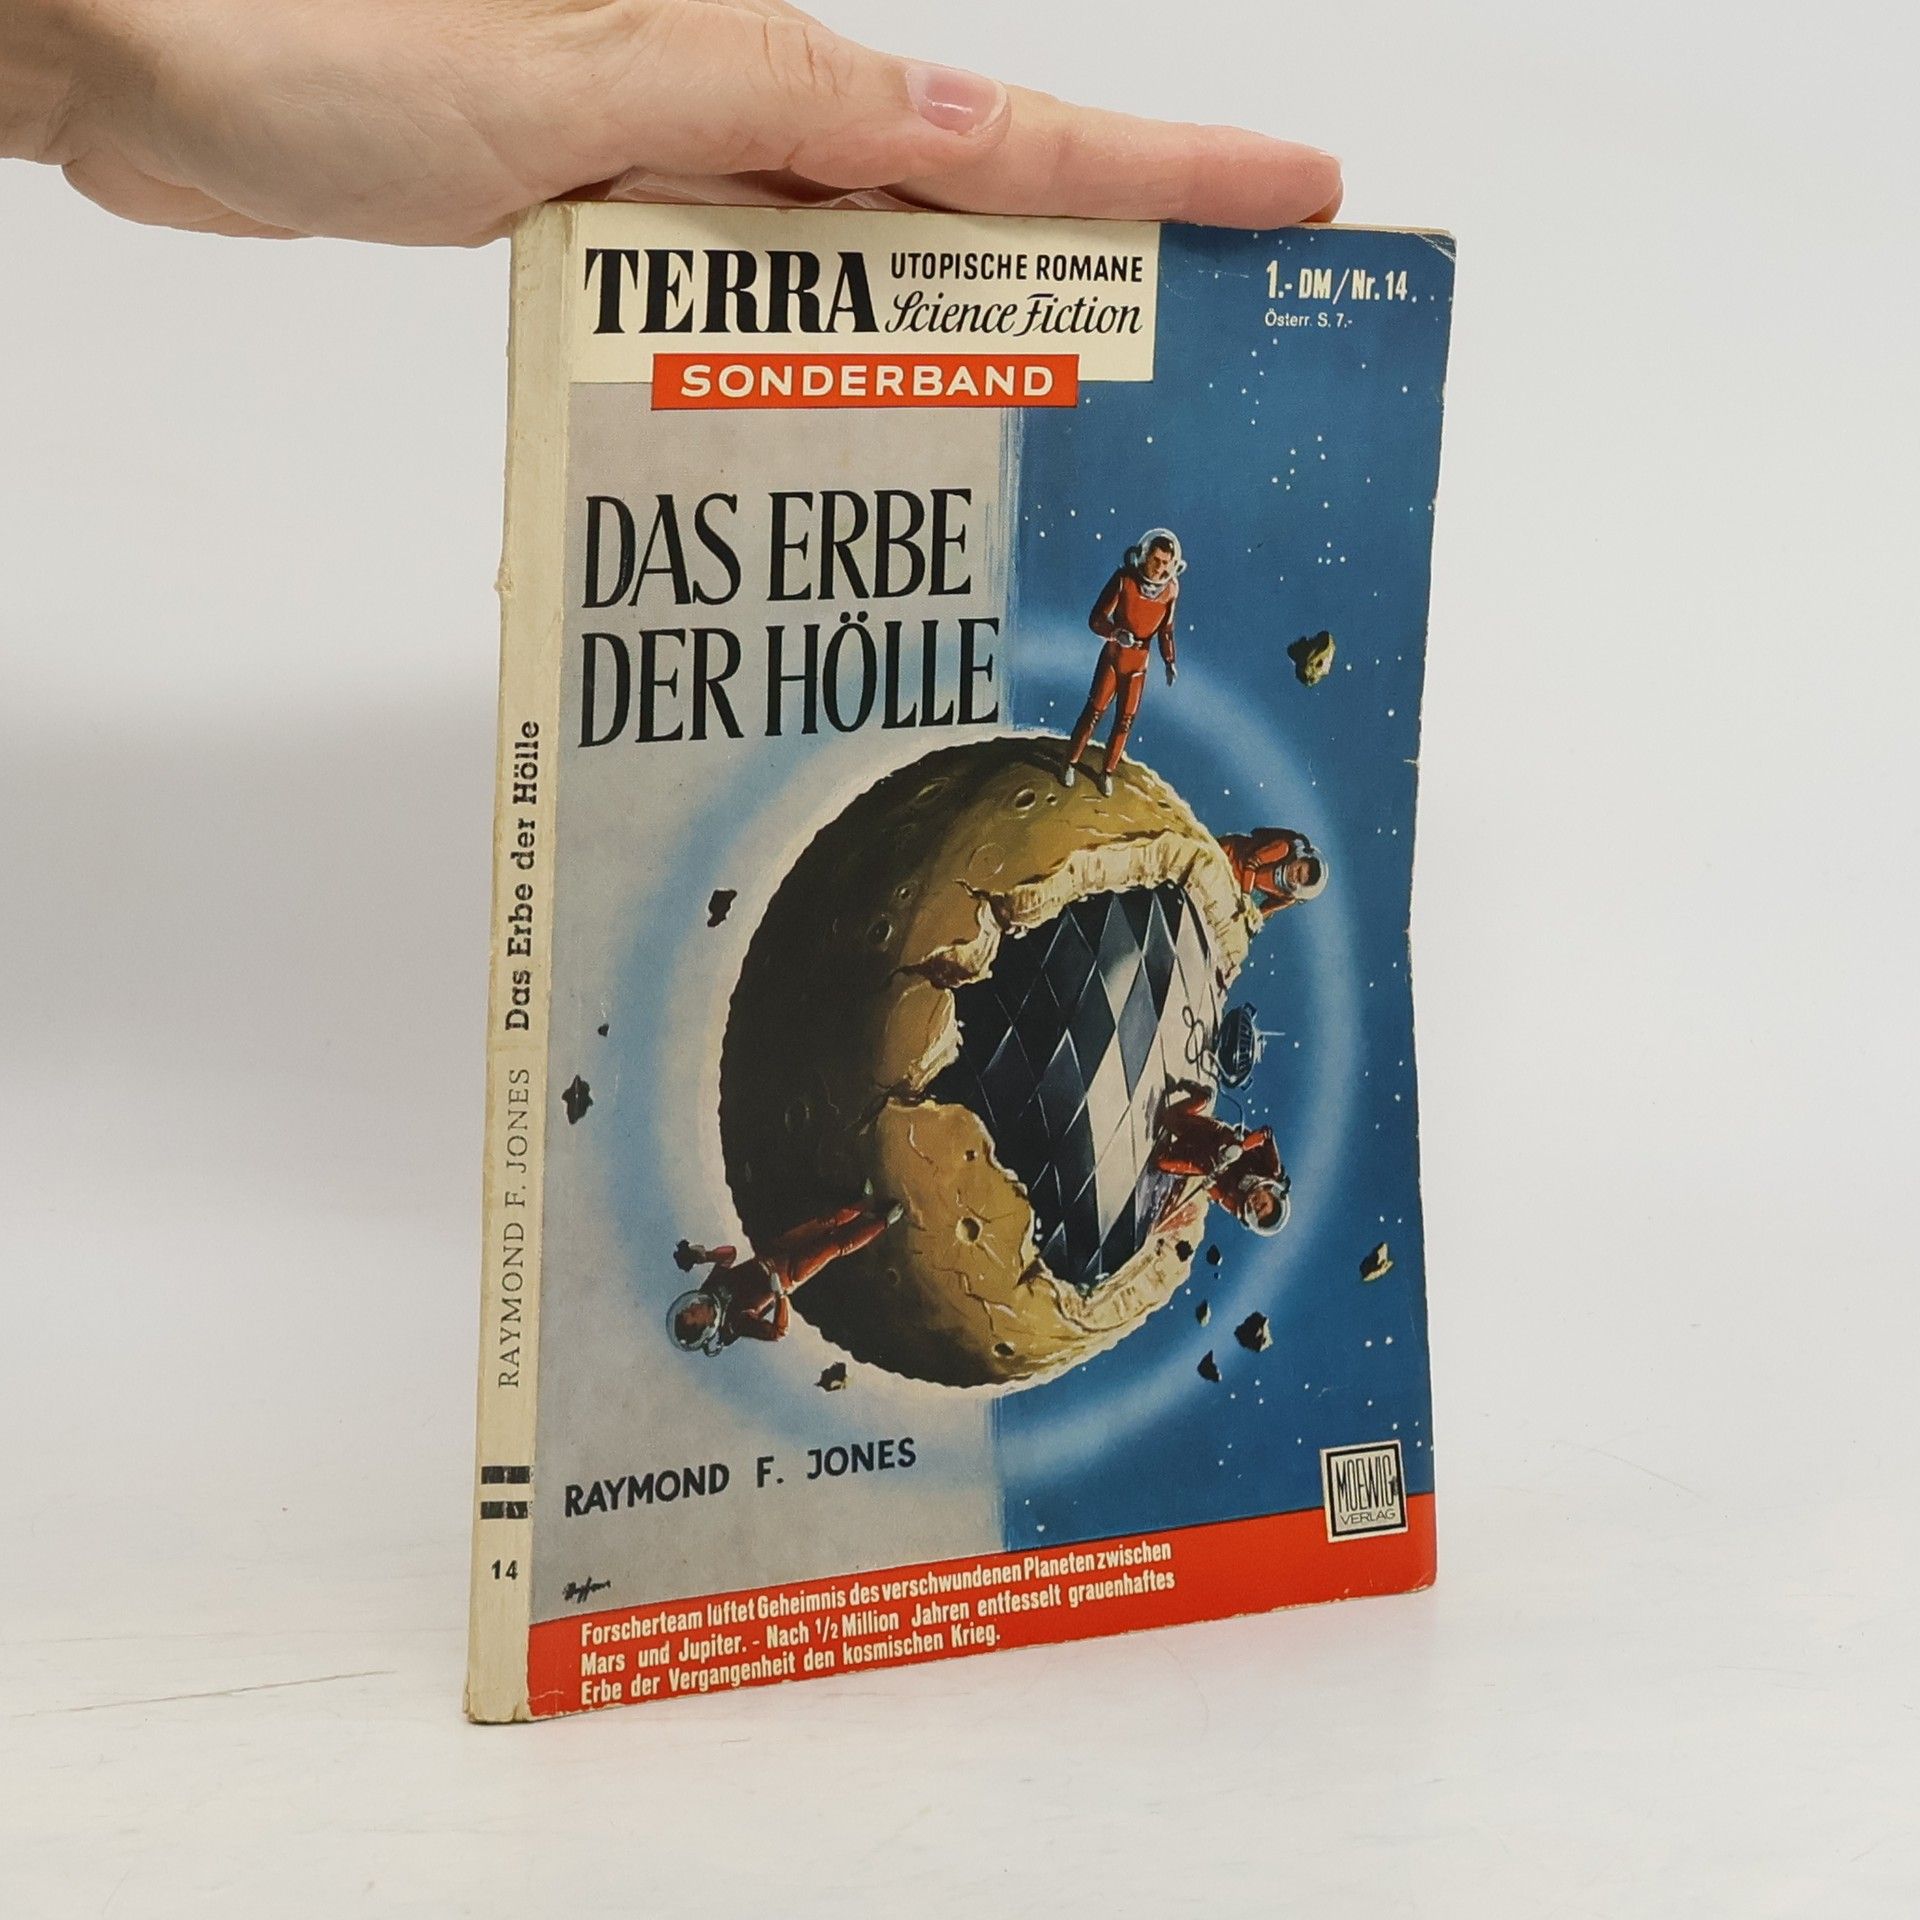 TERRA UTOPISCHE ROMANE
Science Fiction
SONDERBAND
1.- DM / Nr. 14
Österr. S. 7.-
DAS ERBE
DER HÖLLE
RAYMOND F. JONES
MOEWIG
VERLAG
Forscherteam lüftet Geheimnis des verschwundenen Planeten zwischen
Mars und Jupiter. - Nach 1/2 Million Jahren entfesselt grauenhaftes
Erbe der Vergangenheit den kosmischen Krieg.
RAYMOND F. JONES Das Erbe der Hölle
14